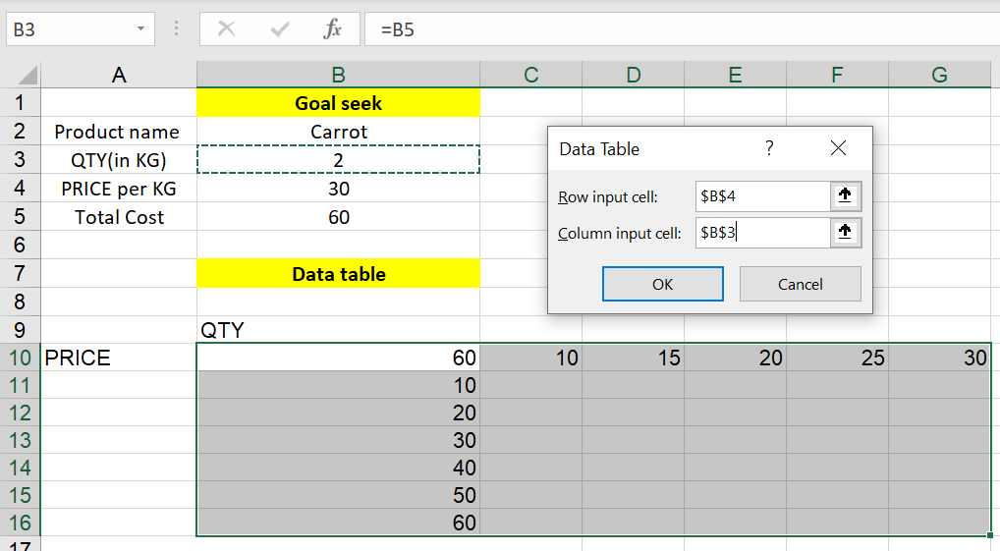 B3 fx =B5
A B C D E F G
1 Goal seek
2 Product name Carrot
3 QTY(in KG) 2
4 PRICE per KG 30
5 Total Cost 60
6
7 Data table
8
9 QTY
10 PRICE 60 10 15 20 25 30
11 10
12 20
13 30
14 40
15 50
16 60
17
Data Table ?
Row input cell: $B$4
Column input cell: $B$3
OK Cancel